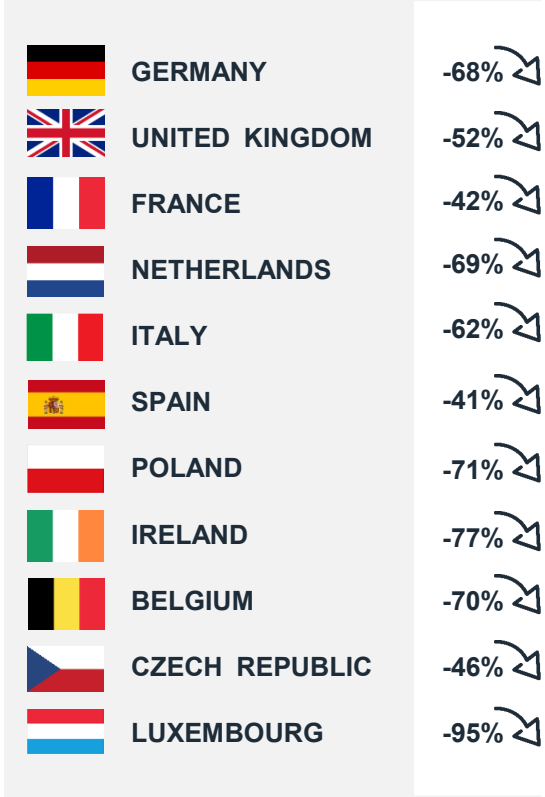 GERMANY -68%
UNITED KINGDOM -52%
FRANCE -42%
NETHERLANDS -69%
ITALY -62%
SPAIN -41%
POLAND -71%
IRELAND -77%
BELGIUM -70%
CZECH REPUBLIC -46%
LUXEMBOURG -95%